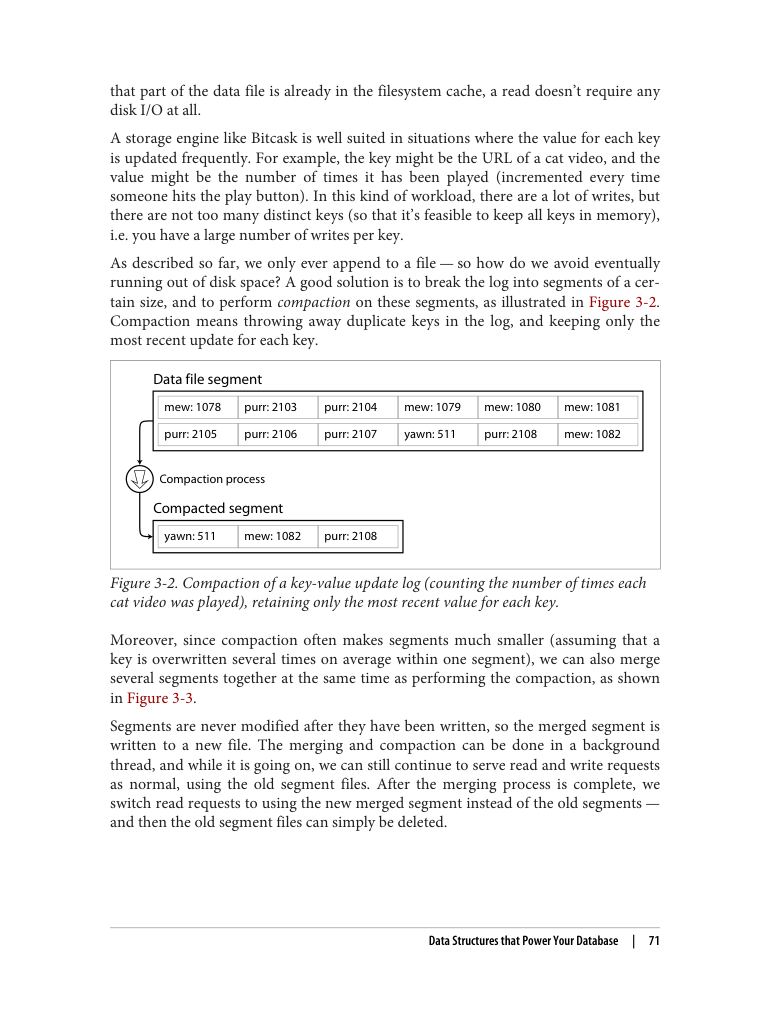 that part of the data file is already in the filesystem cache, a read doesn’t require any
disk I/O at all.
A storage engine like Bitcask is well suited in situations where the value for each key
is updated frequently. For example, the key might be the URL of a cat video, and the
value might be the number of times it has been played (incremented every time
someone hits the play button). In this kind of workload, there are a lot of writes, but
there are not too many distinct keys (so that it’s feasible to keep all keys in memory),
i.e. you have a large number of writes per key.
As described so far, we only ever append to a file — so how do we avoid eventually
running out of disk space? A good solution is to break the log into segments of a cer-
tain size, and to perform compaction on these segments, as illustrated in Figure 3-2.
Compaction means throwing away duplicate keys in the log, and keeping only the
most recent update for each key.
Data file segment
mew: 1078 purr: 2103 purr: 2104 mew: 1079 mew: 1080 mew: 1081
purr: 2105 purr: 2106 purr: 2107 yawn: 511 purr: 2108 mew: 1082
Compaction process
Compacted segment
yawn: 511 mew: 1082 purr: 2108
Figure 3-2. Compaction of a key-value update log (counting the number of times each
cat video was played), retaining only the most recent value for each key.
Moreover, since compaction often makes segments much smaller (assuming that a
key is overwritten several times on average within one segment), we can also merge
several segments together at the same time as performing the compaction, as shown
in Figure 3-3.
Segments are never modified after they have been written, so the merged segment is
written to a new file. The merging and compaction can be done in a background
thread, and while it is going on, we can still continue to serve read and write requests
as normal, using the old segment files. After the merging process is complete, we
switch read requests to using the new merged segment instead of the old segments —
and then the old segment files can simply be deleted.
Data Structures that Power Your Database | 71